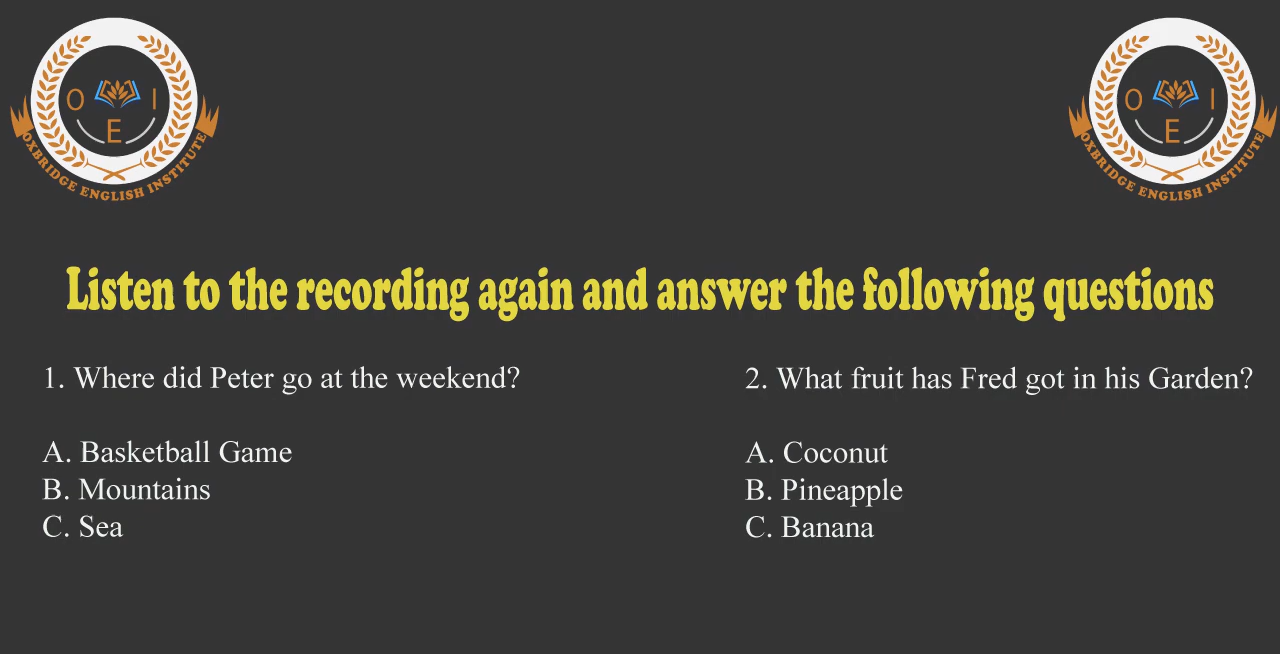 O I
E
OXBRIDGE ENGLISH INSTITUTE
O I
E
OXBRIDGE ENGLISH INSTITUTE
Listen to the recording again and answer the following questions
1. Where did Peter go at the weekend?
A. Basketball Game
B. Mountains
C. Sea
2. What fruit has Fred got in his Garden?
A. Coconut
B. Pineapple
C. Banana